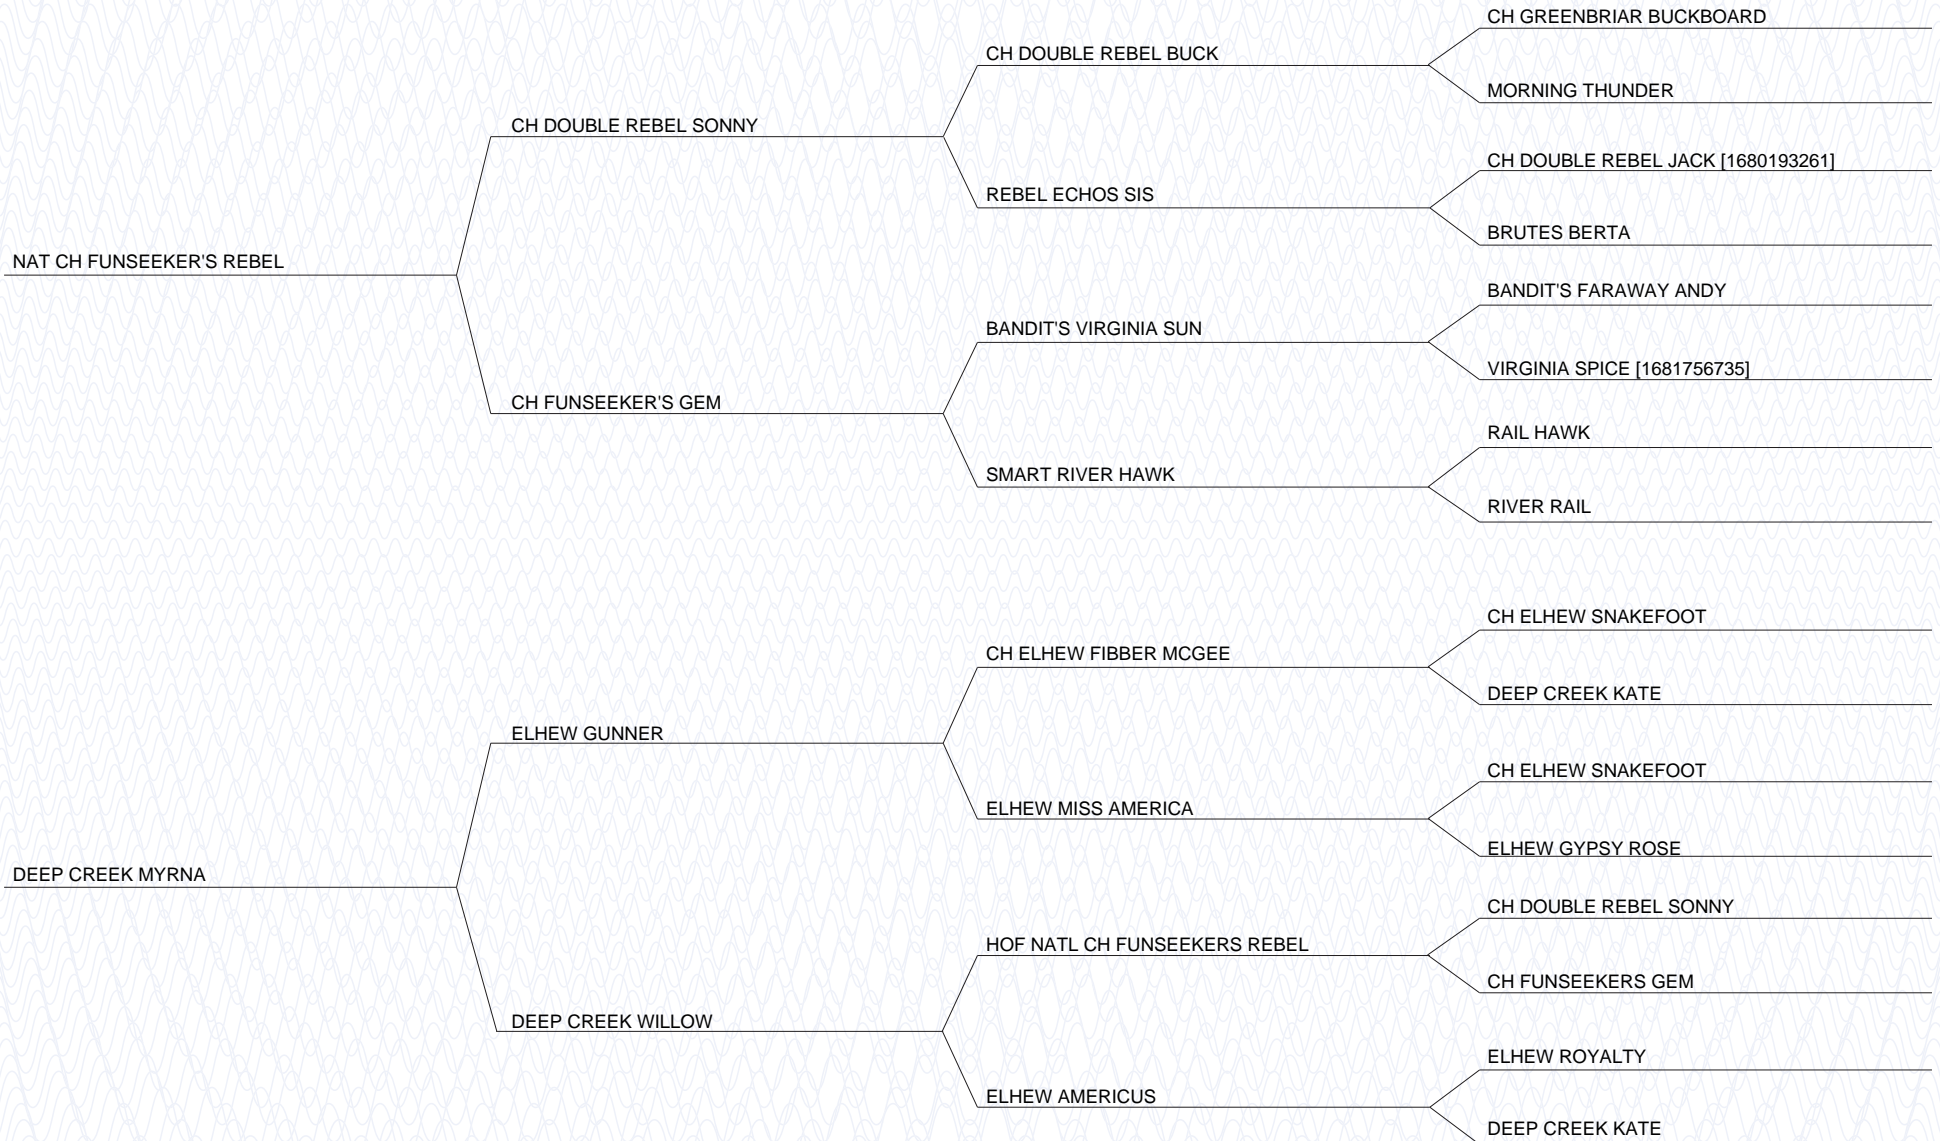 CH GREENBRIAR BUCKBOARD
CH DOUBLE REBEL BUCK
MORNING THUNDER
CH DOUBLE REBEL SONNY
CH DOUBLE REBEL JACK [1680193261]
REBEL ECHOS SIS
BRUTES BERTA
NAT CH FUNSEEKER'S REBEL
BANDIT'S FARAWAY ANDY
BANDIT'S VIRGINIA SUN
VIRGINIA SPICE [1681756735]
CH FUNSEEKER'S GEM
RAIL HAWK
SMART RIVER HAWK
RIVER RAIL
CH ELHEW SNAKEFOOT
CH ELHEW FIBBER MCGEE
DEEP CREEK KATE
ELHEW GUNNER
CH ELHEW SNAKEFOOT
ELHEW MISS AMERICA
ELHEW GYPSY ROSE
DEEP CREEK MYRNA
CH DOUBLE REBEL SONNY
HOF NATL CH FUNSEEKERS REBEL
CH FUNSEEKERS GEM
DEEP CREEK WILLOW
ELHEW ROYALTY
ELHEW AMERICUS
DEEP CREEK KATE